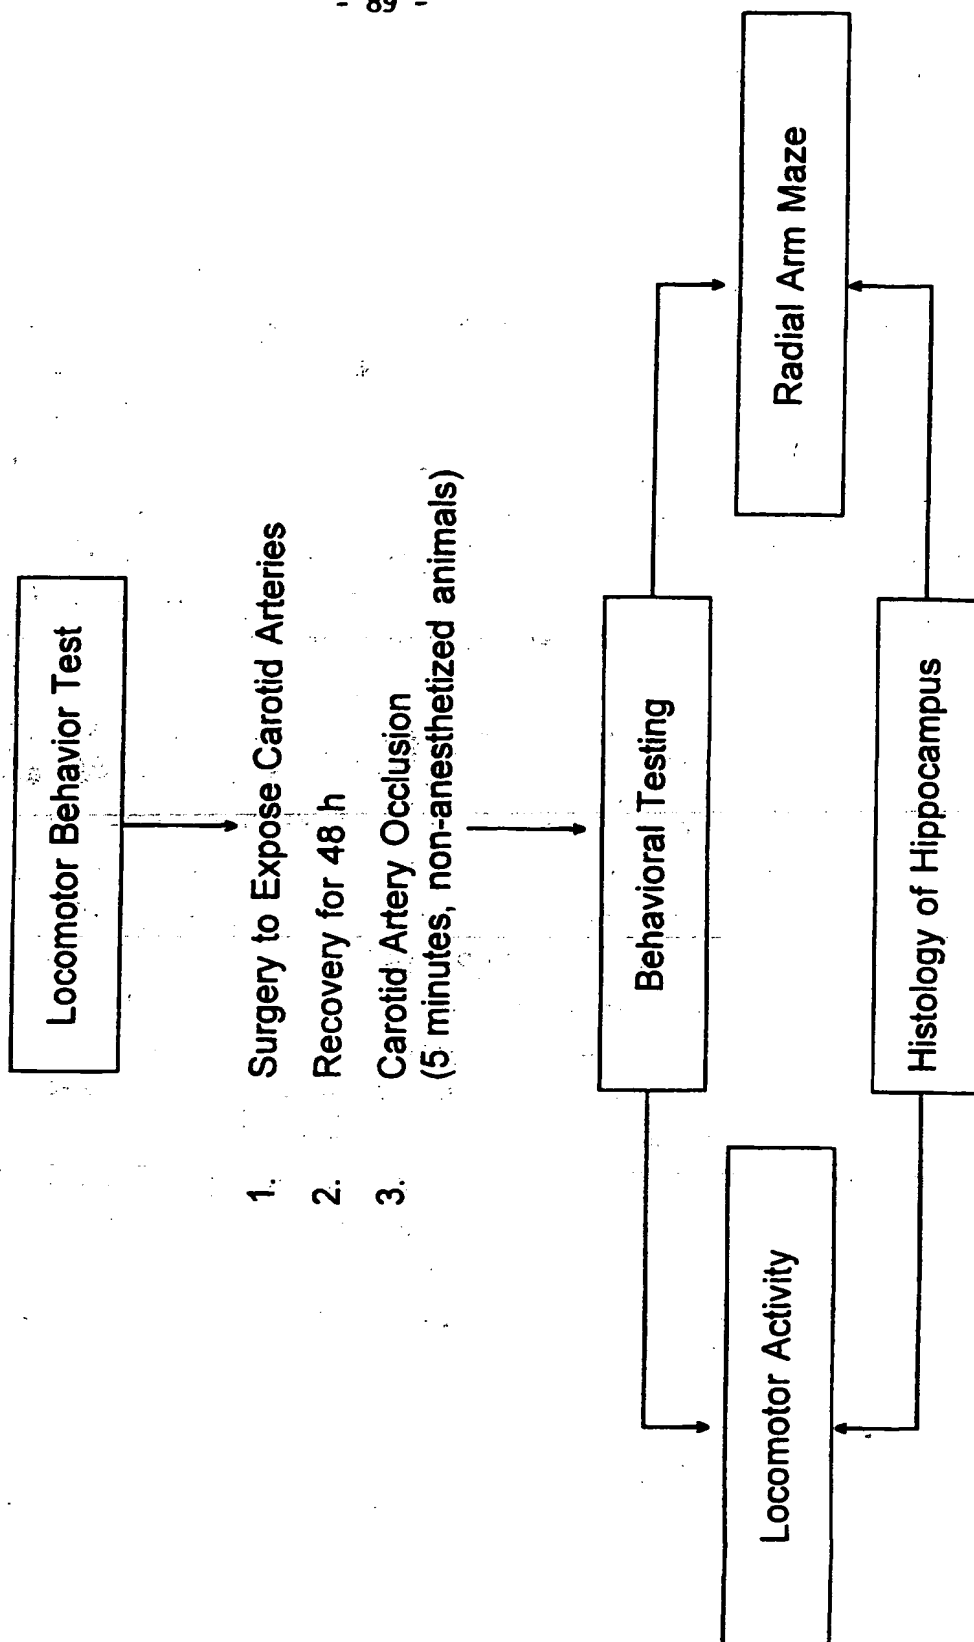 - 89 -
Locomotor Behavior Test
1. Surgery to Expose Carotid Arteries
2. Recovery for 48 h
3. Carotid Artery Occlusion
(5 minutes, non-anesthetized animals)
Behavioral Testing
Locomotor Activity
Radial Arm Maze
Histology of Hippocampus